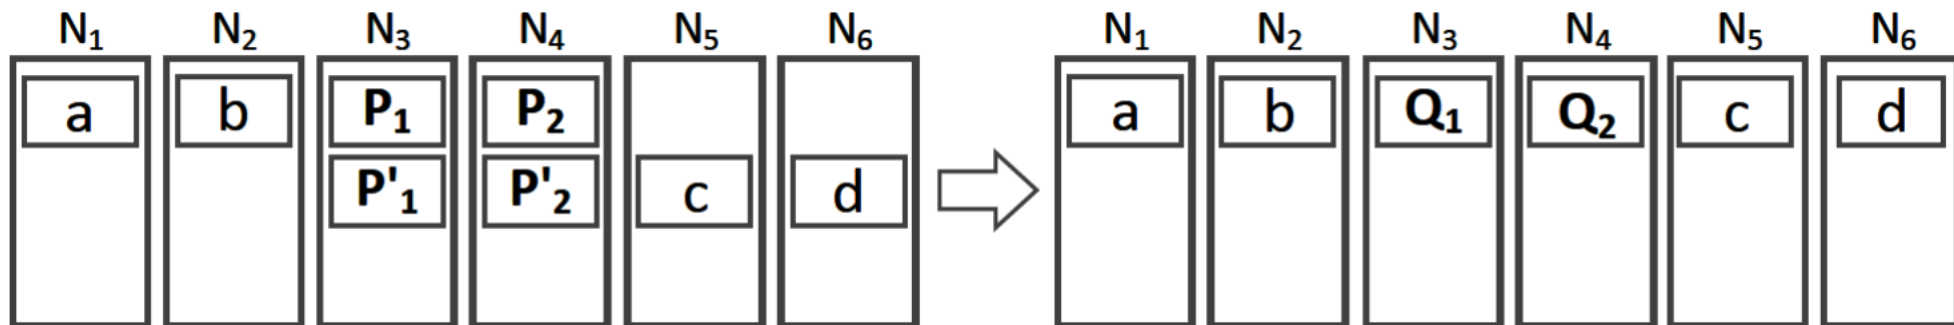 N₁ N₂ N₃ N₄ N₅ N₆ N₁ N₂ N₃ N₄ N₅ N₆
a b P₁ P₂ a b Q₁ Q₂ c d
P'₁ P'₂ c d